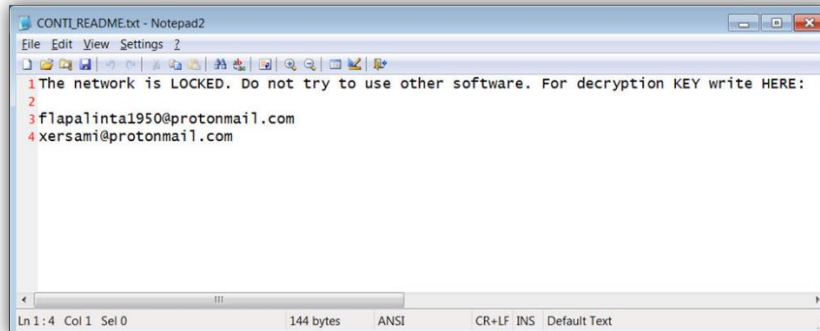 CONTI_README.txt - Notepad2
File Edit View Settings ?
1 The network is LOCKED. Do not try to use other software. For decryption KEY write HERE:
2
3 flapalinta1950@protonmail.com
4 xersami@protonmail.com
Ln 1 : 4 Col 1 Sel 0 144 bytes ANSI CR+LF INS Default Text